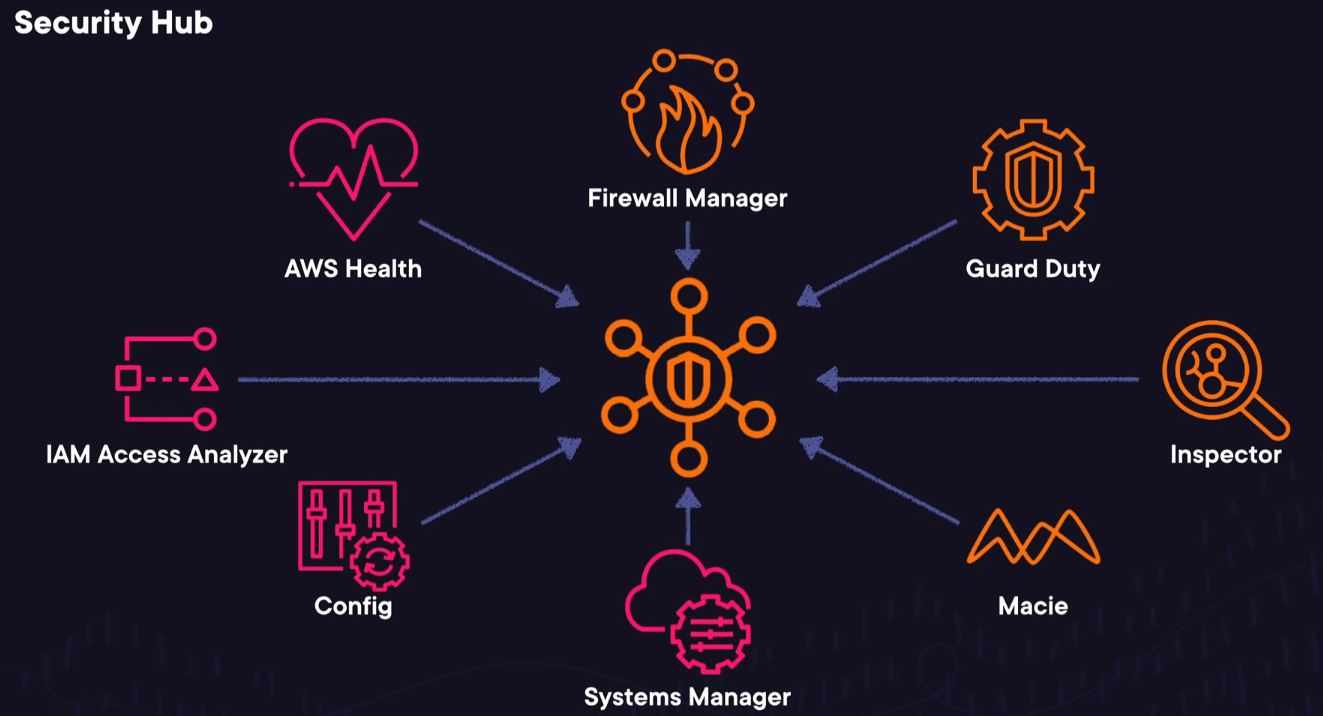 Security Hub
Firewall Manager
AWS Health
Guard Duty
IAM Access Analyzer
Inspector
Config
Macie
Systems Manager